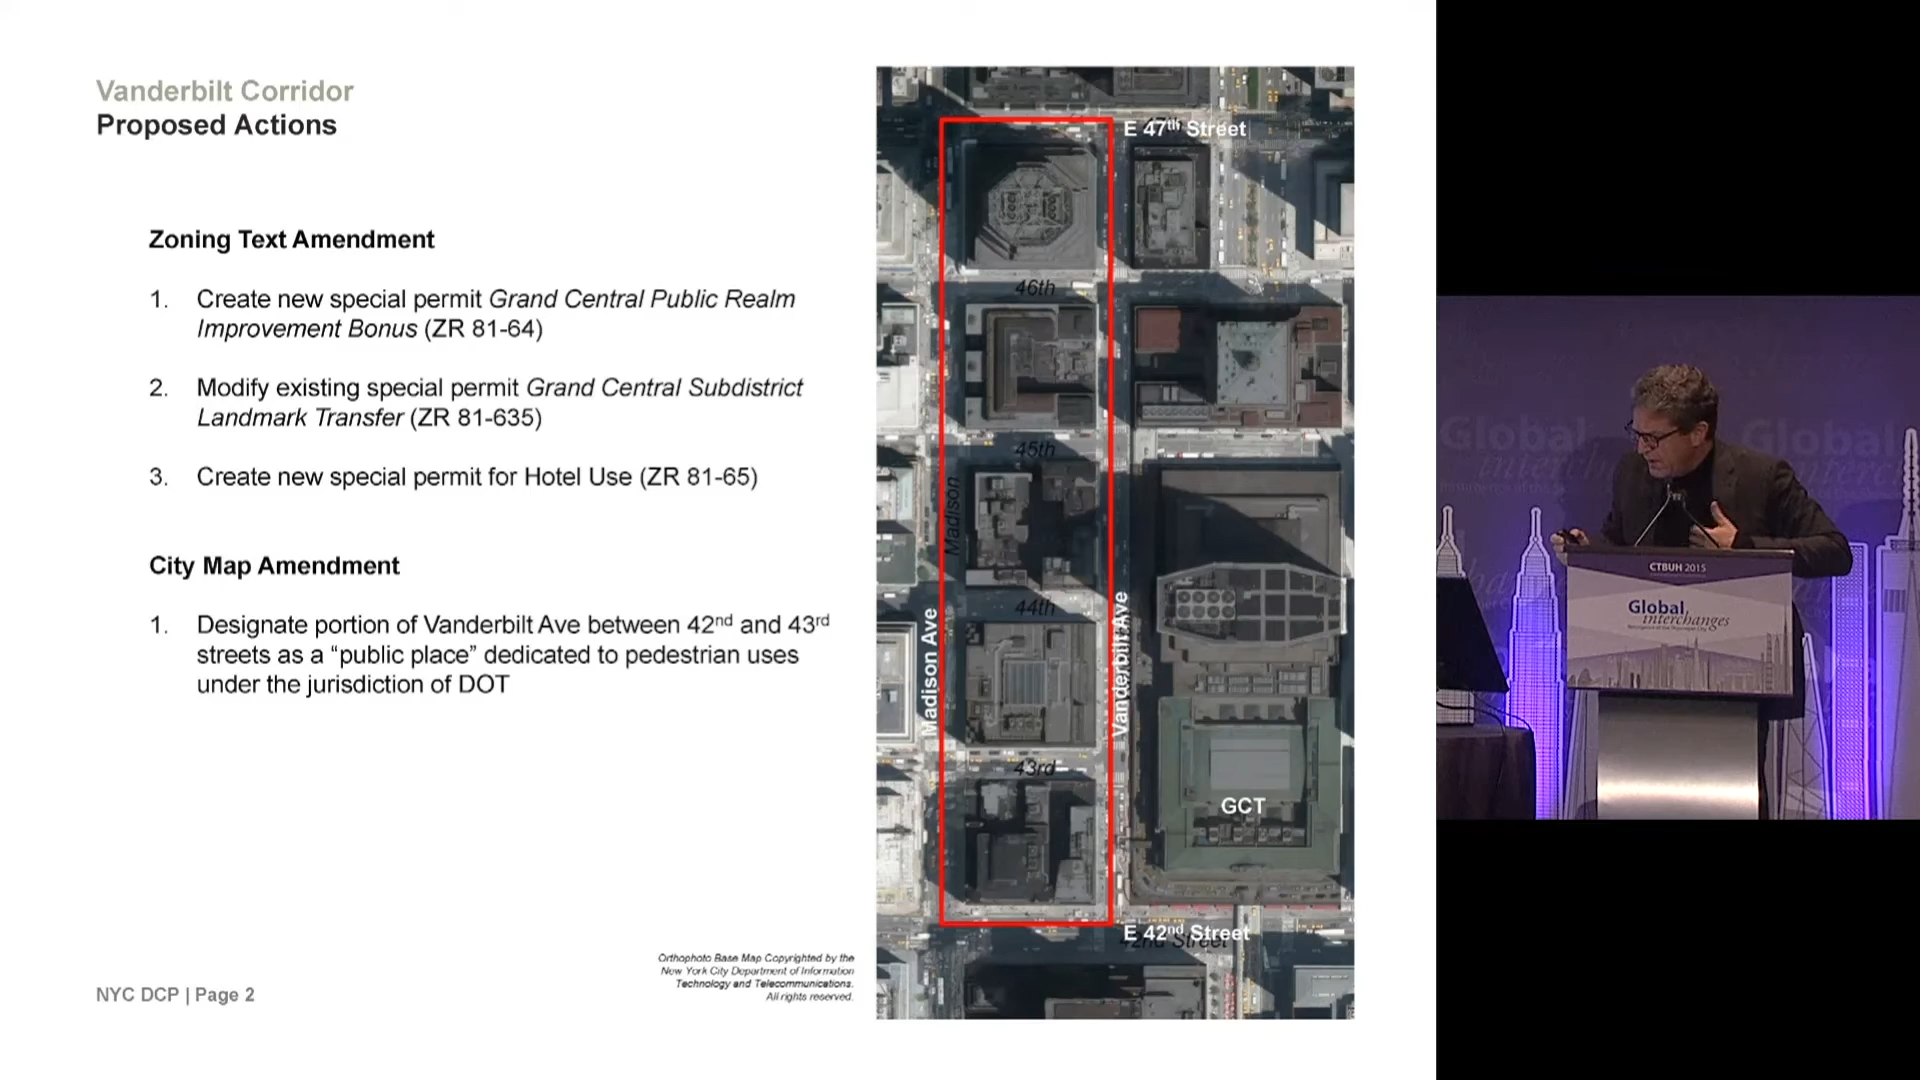 Vanderbilt Corridor
Proposed Actions
Zoning Text Amendment
1. Create new special permit Grand Central Public Realm
Improvement Bonus (ZR 81-64)
2. Modify existing special permit Grand Central Subdistrict
Landmark Transfer (ZR 81-635)
3. Create new special permit for Hotel Use (ZR 81-65)
City Map Amendment
1. Designate portion of Vanderbilt Ave between 42nd and 43rd
streets as a “public place” dedicated to pedestrian uses
under the jurisdiction of DOT
Orthophoto Base Map Copyrighted by the
New York City Department of Information
Technology and Telecommunications.
All rights reserved.
NYC DCP | Page 2
E 47th Street
46th
45th
Madison
44th
Madison Ave
Vanderbilt Ave
43rd
GCT
E 42nd Street
42nd Street
Global
Global
CTBUH 2015
Global
interchanges